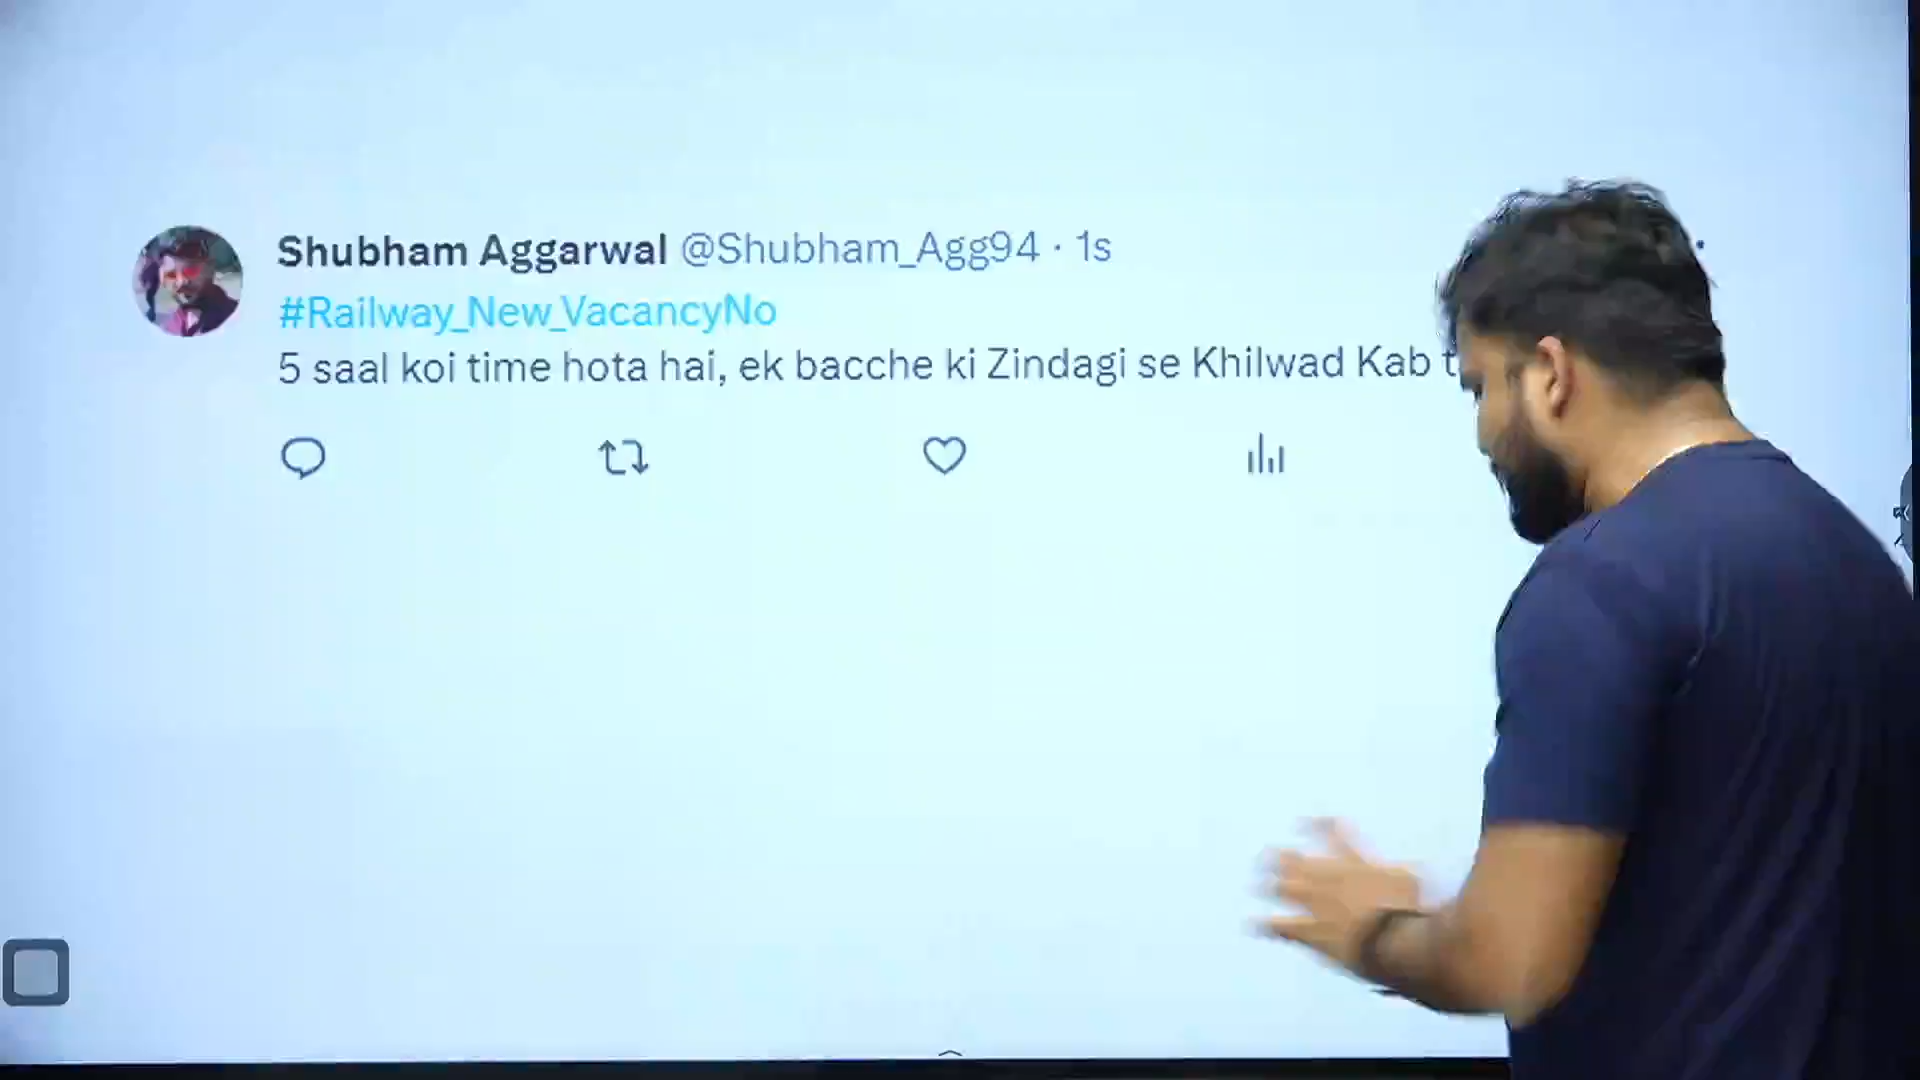 Shubham Aggarwal @Shubham_Agg94 · 1s
#Railway_New_VacancyNo
5 saal koi time hota hai, ek bacche ki Zindagi se Khilwad Kab